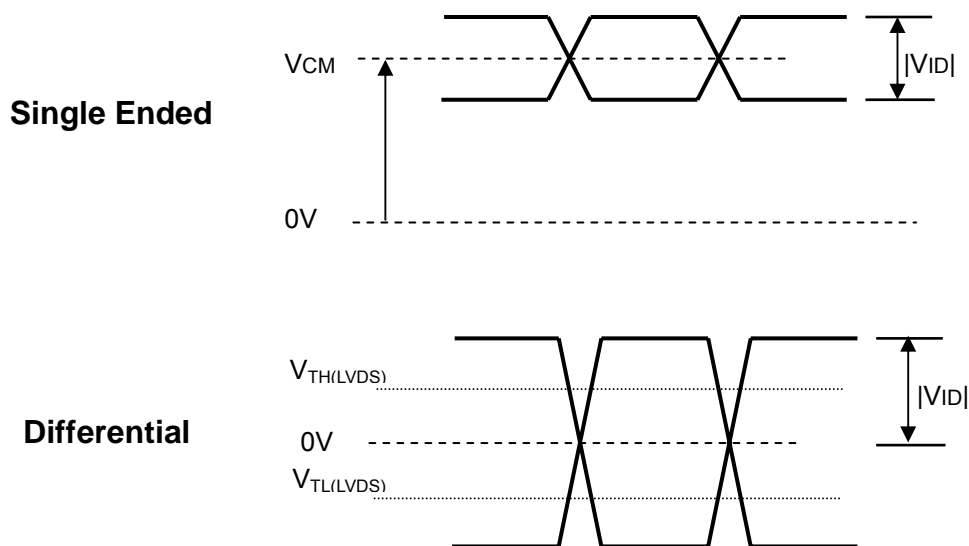 VCM
|VID|
Single Ended
0V
VTH(LVDS)
|VID|
Differential
0V
VTL(LVDS)